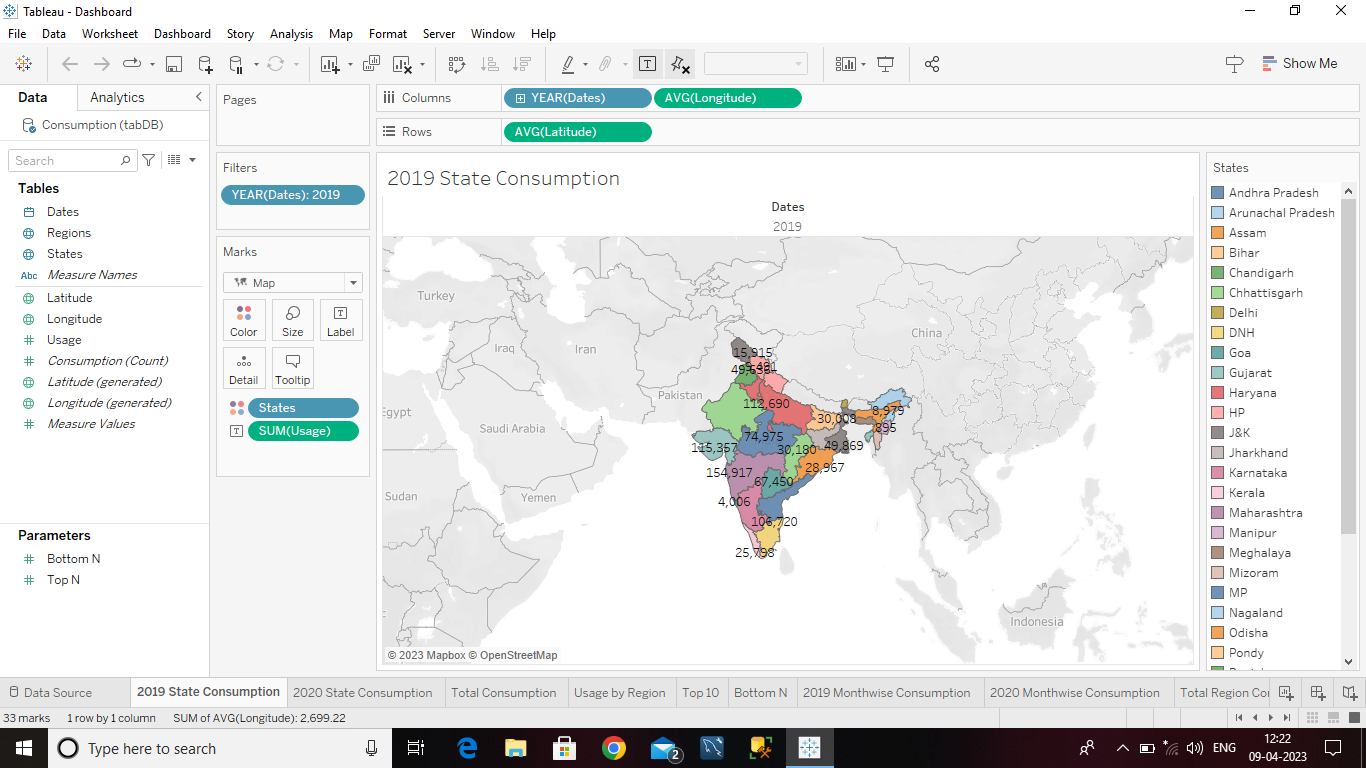 Tableau - Dashboard
File Data Worksheet Dashboard Story Analysis Map Format Server Window Help
Show Me
Data Analytics
Consumption (tabDB)
Search
Tables
Dates
Regions
States
Abc Measure Names
Latitude
Longitude
Usage
Consumption (Count)
Latitude (generated)
Longitude (generated)
Measure Values
Parameters
Bottom N
Top N
Pages
Filters
YEAR(Dates): 2019
Marks
Map
Color Size Label
Detail Tooltip
States
SUM(Usage)
Columns YEAR(Dates) AVG(Longitude)
Rows AVG(Latitude)
2019 State Consumption
Dates
2019
Turkey
China
Iraq
Iran
Pakistan
Egypt
Saudi Arabia
Sudan
Yemen
Indonesia
15,915
112,690
30,008
8,979
895
74,975
115,357
30,180
49,869
28,967
154,917
67,450
4,006
106,720
25,798
© 2023 Mapbox © OpenStreetMap
States
Andhra Pradesh
Arunachal Pradesh
Assam
Bihar
Chandigarh
Chhattisgarh
Delhi
DNH
Goa
Gujarat
Haryana
HP
J&K
Jharkhand
Karnataka
Kerala
Maharashtra
Manipur
Meghalaya
Mizoram
MP
Nagaland
Odisha
Pondy
Data Source 2019 State Consumption 2020 State Consumption Total Consumption Usage by Region Top 10 Bottom N 2019 Monthwise Consumption 2020 Monthwise Consumption Total Region Co
33 marks 1 row by 1 column SUM of AVG(Longitude): 2,699.22
Type here to search
2
ENG
12:22
09-04-2023